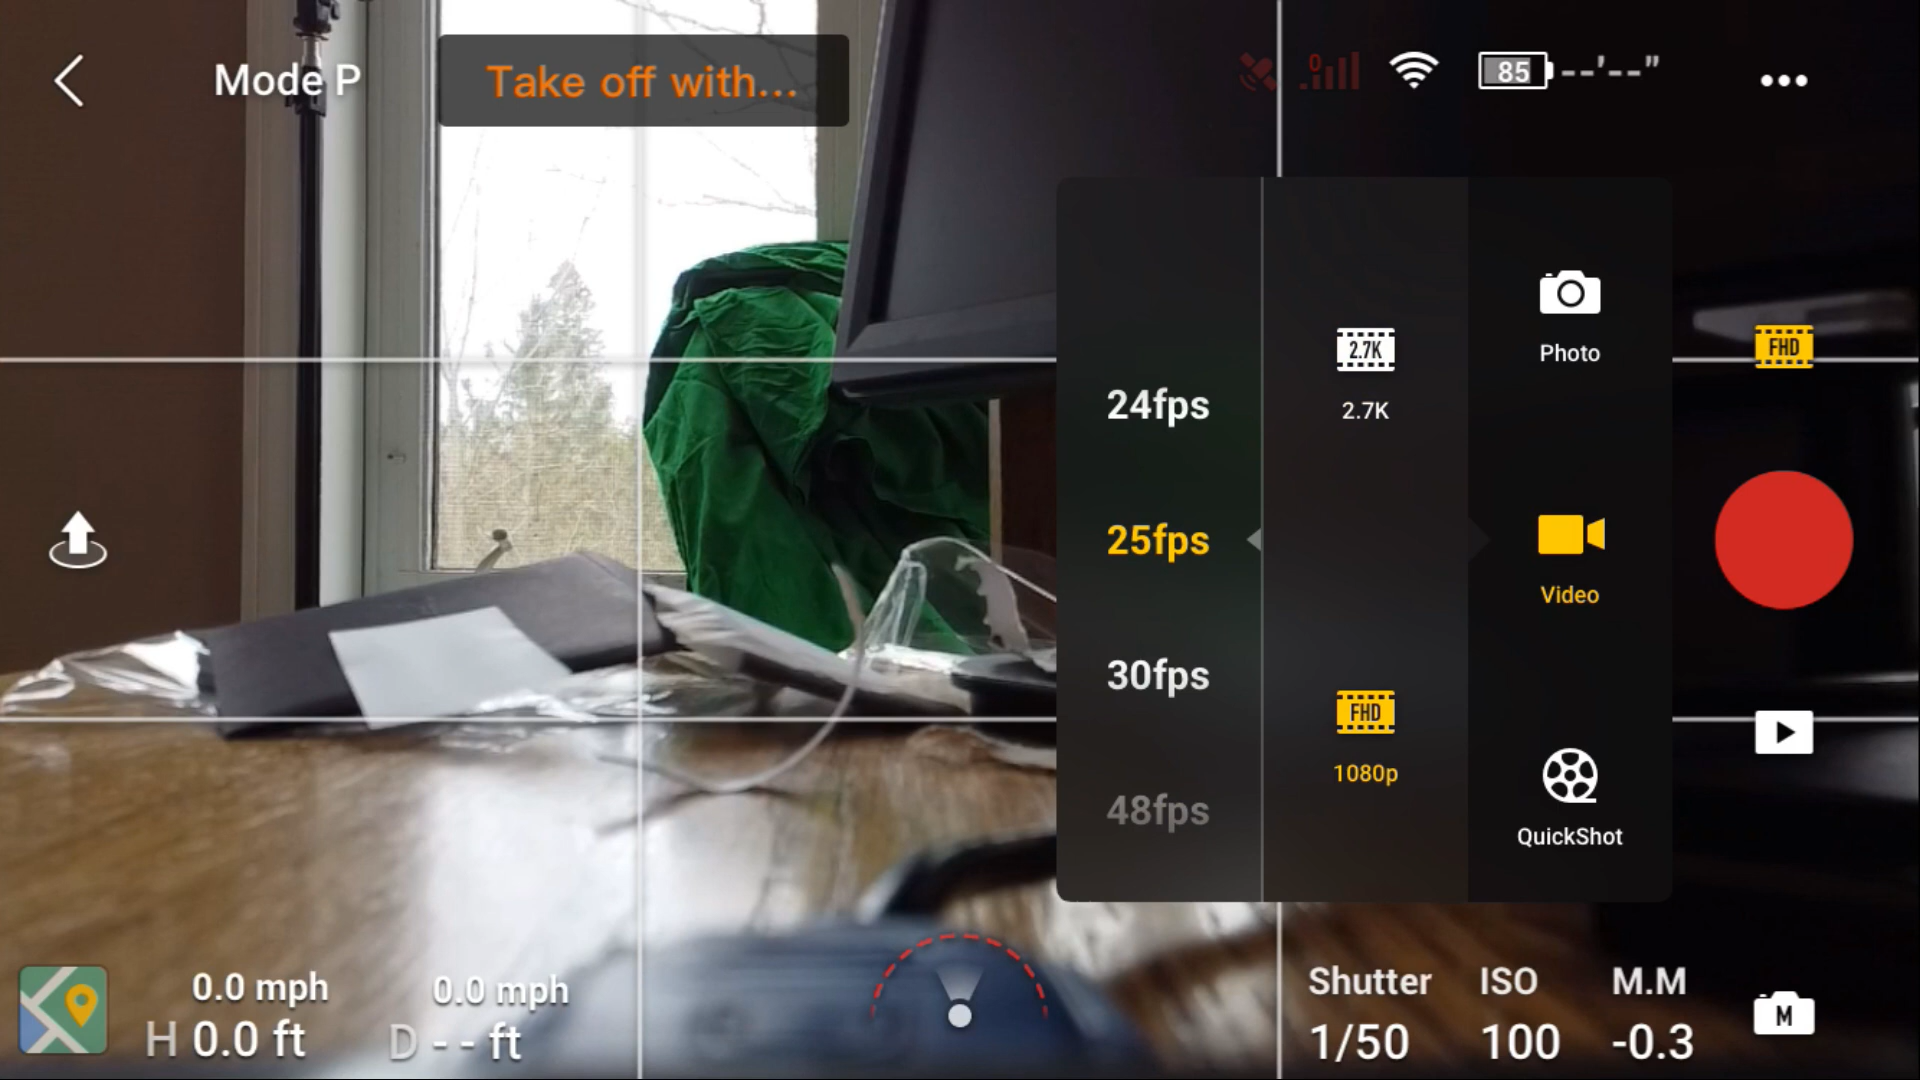 Mode P
Take off with...
0
85
--'--"
24fps
25fps
30fps
48fps
2.7K
2.7K
FHD
1080p
Photo
Video
QuickShot
FHD
0.0 mph
H 0.0 ft
0.0 mph
D -- ft
Shutter
1/50
ISO
100
M.M
-0.3
M